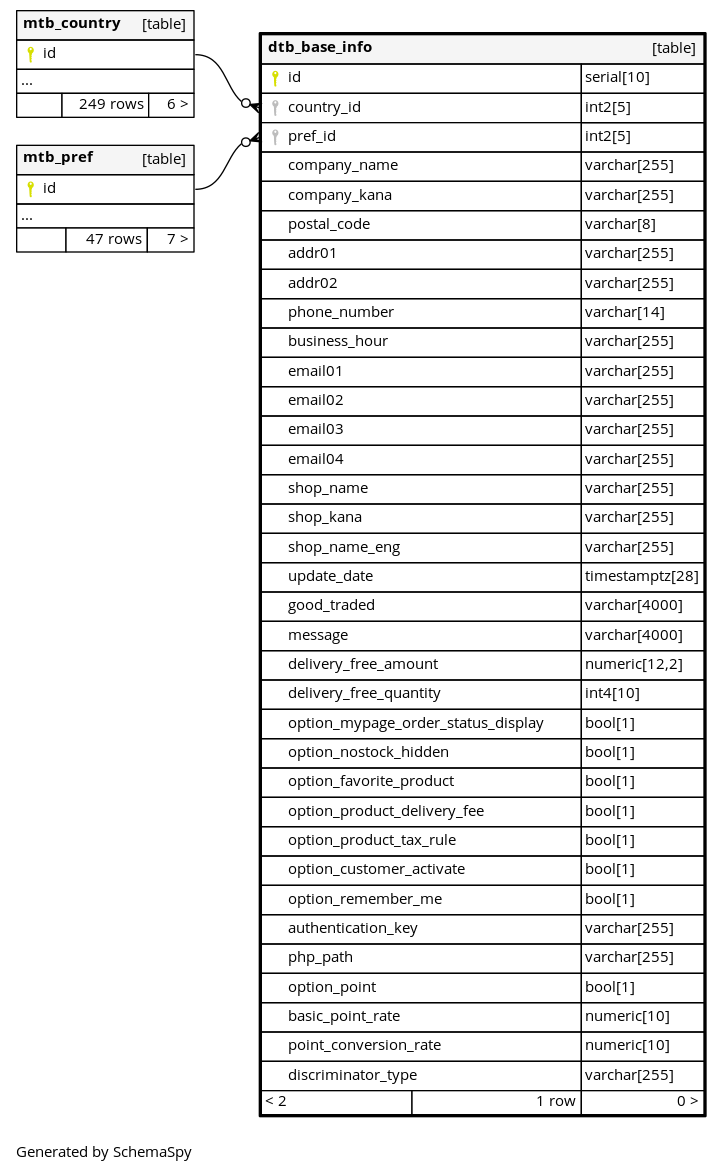 mtb_country [table]
id
...
249 rows 6 >
mtb_pref [table]
id
...
47 rows 7 >
dtb_base_info [table]
id serial[10]
country_id int2[5]
pref_id int2[5]
company_name varchar[255]
company_kana varchar[255]
postal_code varchar[8]
addr01 varchar[255]
addr02 varchar[255]
phone_number varchar[14]
business_hour varchar[255]
email01 varchar[255]
email02 varchar[255]
email03 varchar[255]
email04 varchar[255]
shop_name varchar[255]
shop_kana varchar[255]
shop_name_eng varchar[255]
update_date timestamptz[28]
good_traded varchar[4000]
message varchar[4000]
delivery_free_amount numeric[12,2]
delivery_free_quantity int4[10]
option_mypage_order_status_display bool[1]
option_nostock_hidden bool[1]
option_favorite_product bool[1]
option_product_delivery_fee bool[1]
option_product_tax_rule bool[1]
option_customer_activate bool[1]
option_remember_me bool[1]
authentication_key varchar[255]
php_path varchar[255]
option_point bool[1]
basic_point_rate numeric[10]
point_conversion_rate numeric[10]
discriminator_type varchar[255]
< 2 1 row 0 >
Generated by SchemaSpy